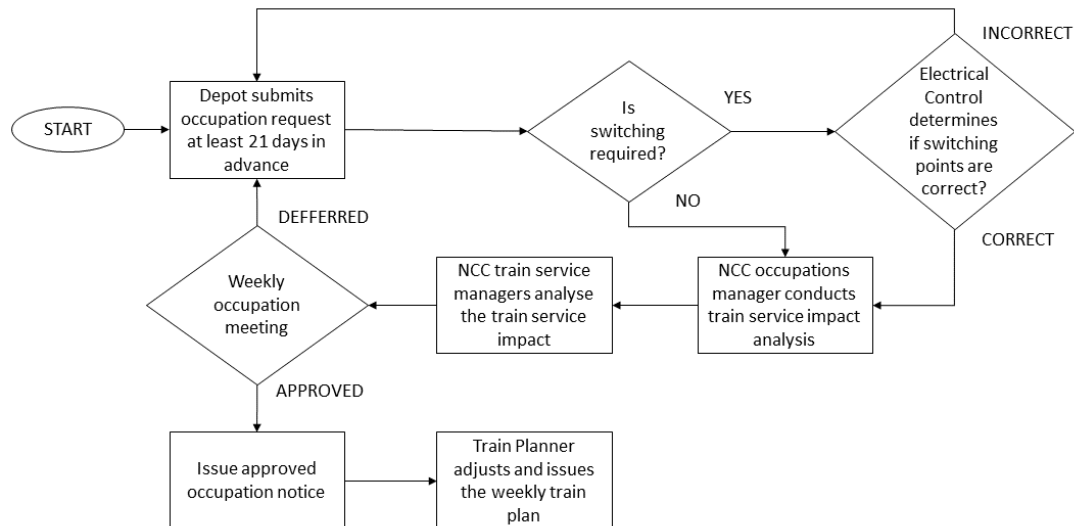 START
Depot submits
occupation request
at least 21 days in
advance
Is
switching
required?
YES
NO
INCORRECT
Electrical
Control
determines
if switching
points are
correct?
CORRECT
NCC occupations
manager conducts
train service impact
analysis
NCC train service
managers analyse
the train service
impact
DEFFERRED
Weekly
occupation
meeting
APPROVED
Issue approved
occupation notice
Train Planner
adjusts and issues
the weekly train
plan